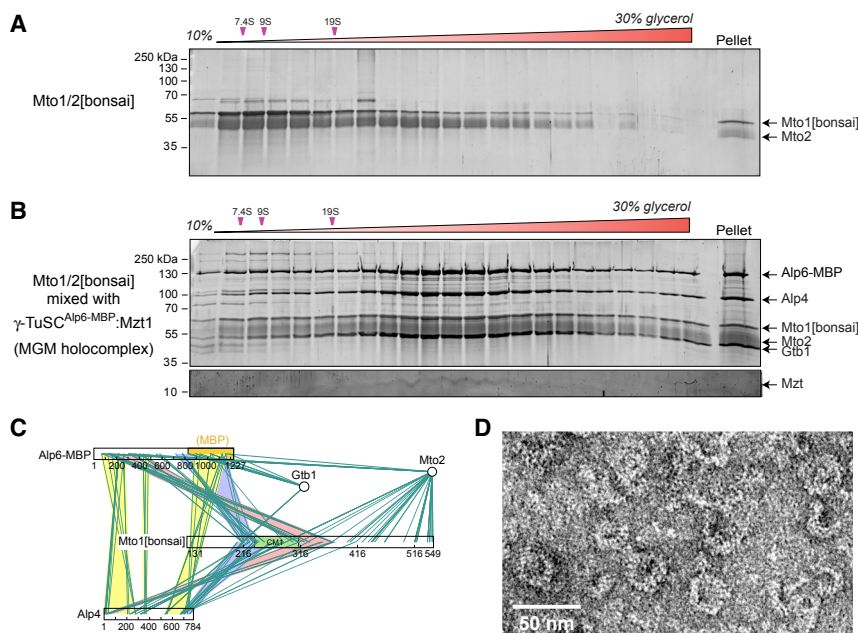 A
7.4S 9S 19S
10% 30% glycerol
Pellet
250 kDa
130
100
70
55
35
Mto1/2[bonsai]
Mto1[bonsai]
Mto2
B
7.4S 9S 19S
10% 30% glycerol
Pellet
250 kDa
130
100
70
55
35
10
Mto1/2[bonsai]
mixed with
γ-TuSC^Alp6-MBP:Mzt1
(MGM holocomplex)
Alp6-MBP
Alp4
Mto1[bonsai]
Mto2
Gtb1
Mzt
C
(MBP)
Alp6-MBP
1 200 400 600 800 1000 1227
Gtb1
Mto2
Mto1[bonsai]
CM1
131 216 316 416 516 549
Alp4
1 200 400 600 784
D
50 nm